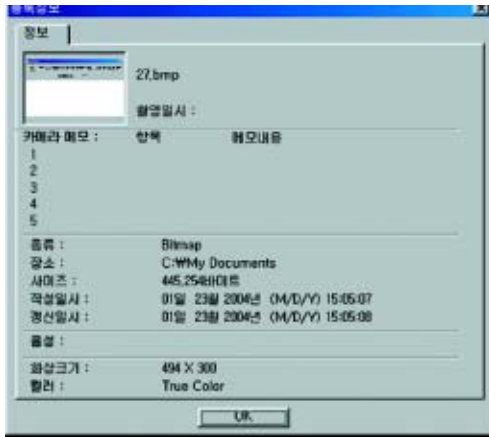 등록정보
정보
27.bmp
촬영일시 :
카메라 메모 : 항목 메모내용
1
2
3
4
5
종류 : Bitmap
장소 : C:₩My Documents
사이즈 : 445,254바이트
작성일시 : 01일 23월 2004년 (M/D/Y) 15:05:07
갱신일시 : 01일 23월 2004년 (M/D/Y) 15:05:08
음성 :
화상크기 : 494 X 300
컬러 : True Color
OK